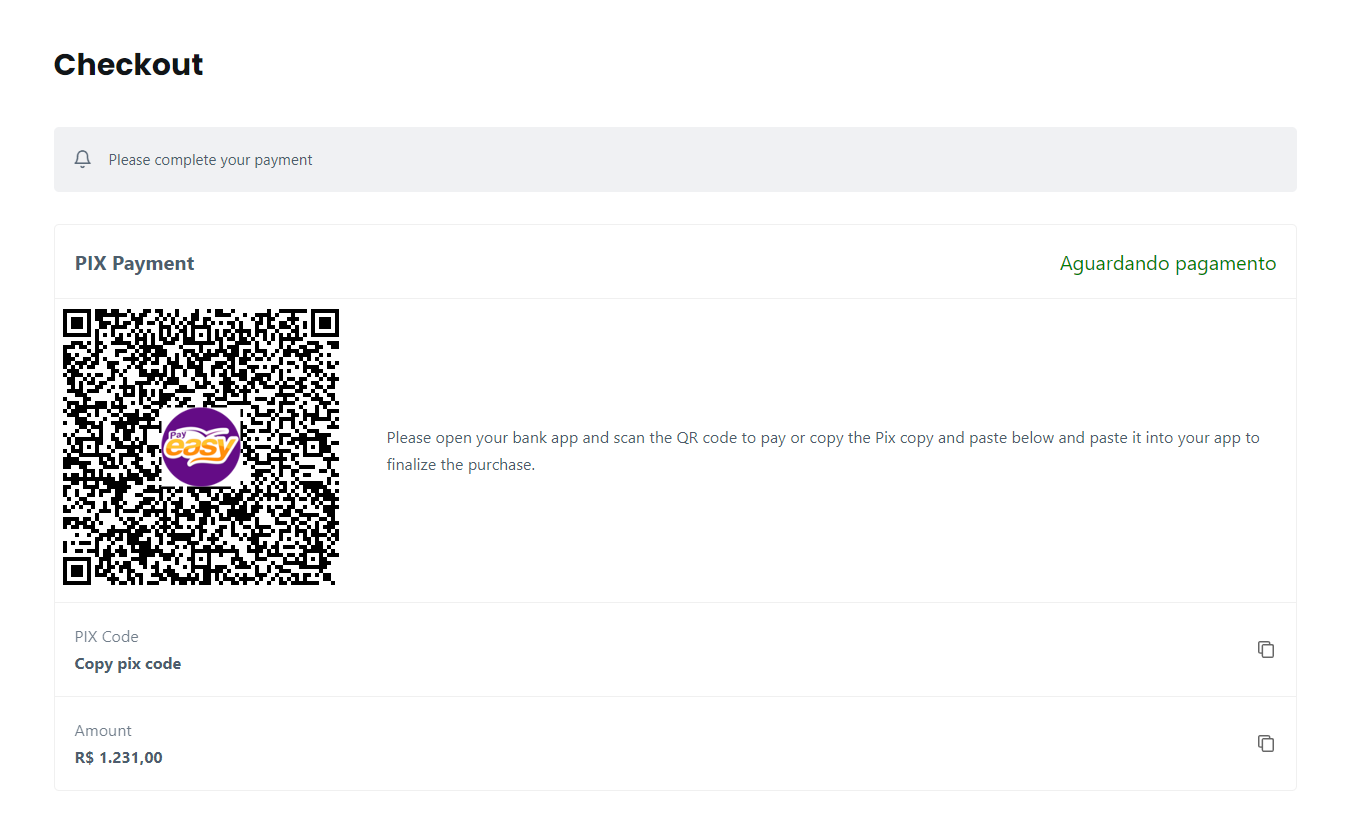 Checkout
Please complete your payment
PIX Payment
Aguardando pagamento
Pay
easy
Please open your bank app and scan the QR code to pay or copy the Pix copy and paste below and paste it into your app to
finalize the purchase.
PIX Code
Copy pix code
Amount
R$ 1.231,00